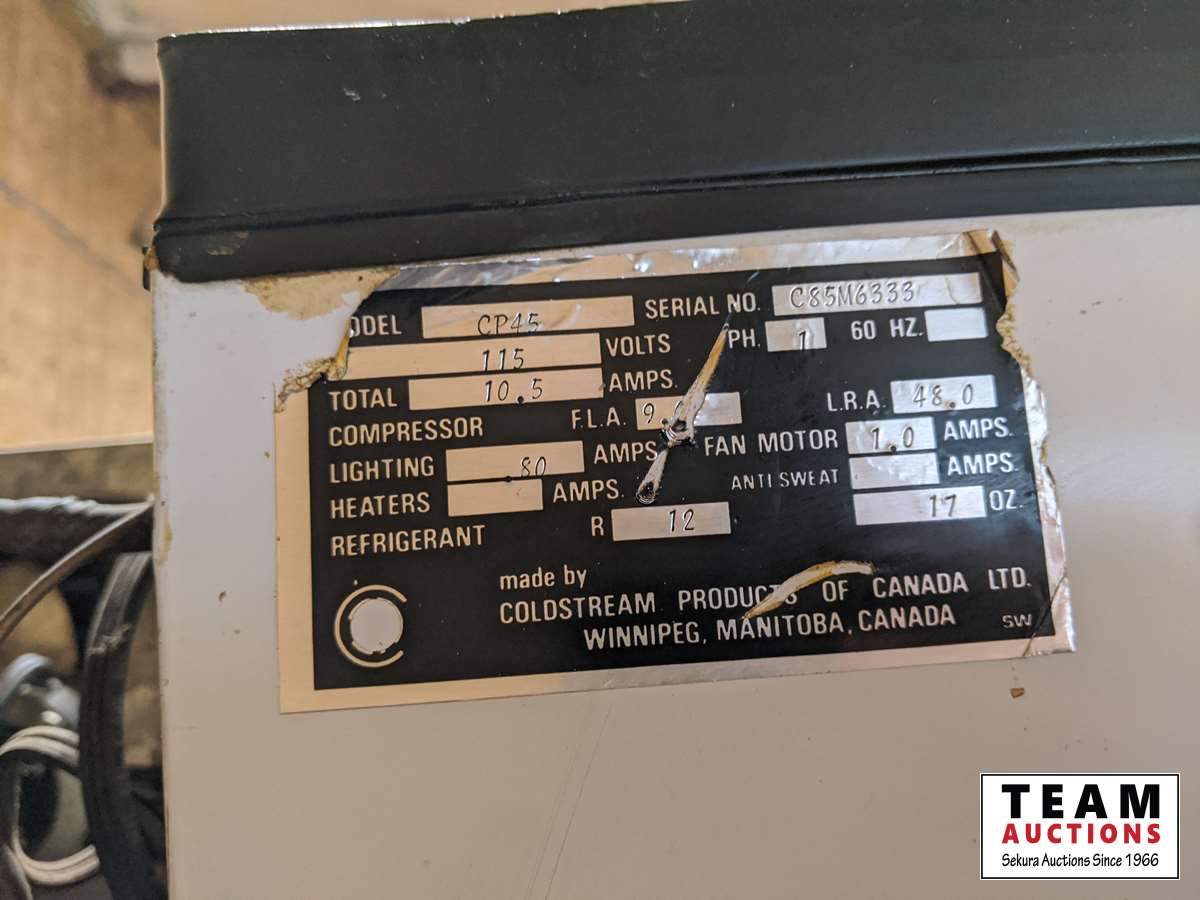 ODEL CP45 SERIAL NO. C85M6333
115 VOLTS PH. 1 60 HZ.
TOTAL 10.5 AMPS.
COMPRESSOR F.L.A. L.R.A. 48.0
LIGHTING .80 AMPS FAN MOTOR 1.0 AMPS.
HEATERS AMPS. ANTI SWEAT AMPS.
REFRIGERANT R 12 17 OZ.
made by
COLDSTREAM PRODUCTS OF CANADA LTD.
WINNIPEG, MANITOBA, CANADA SW
TEAM
AUCTIONS
Sekura Auctions Since 1966